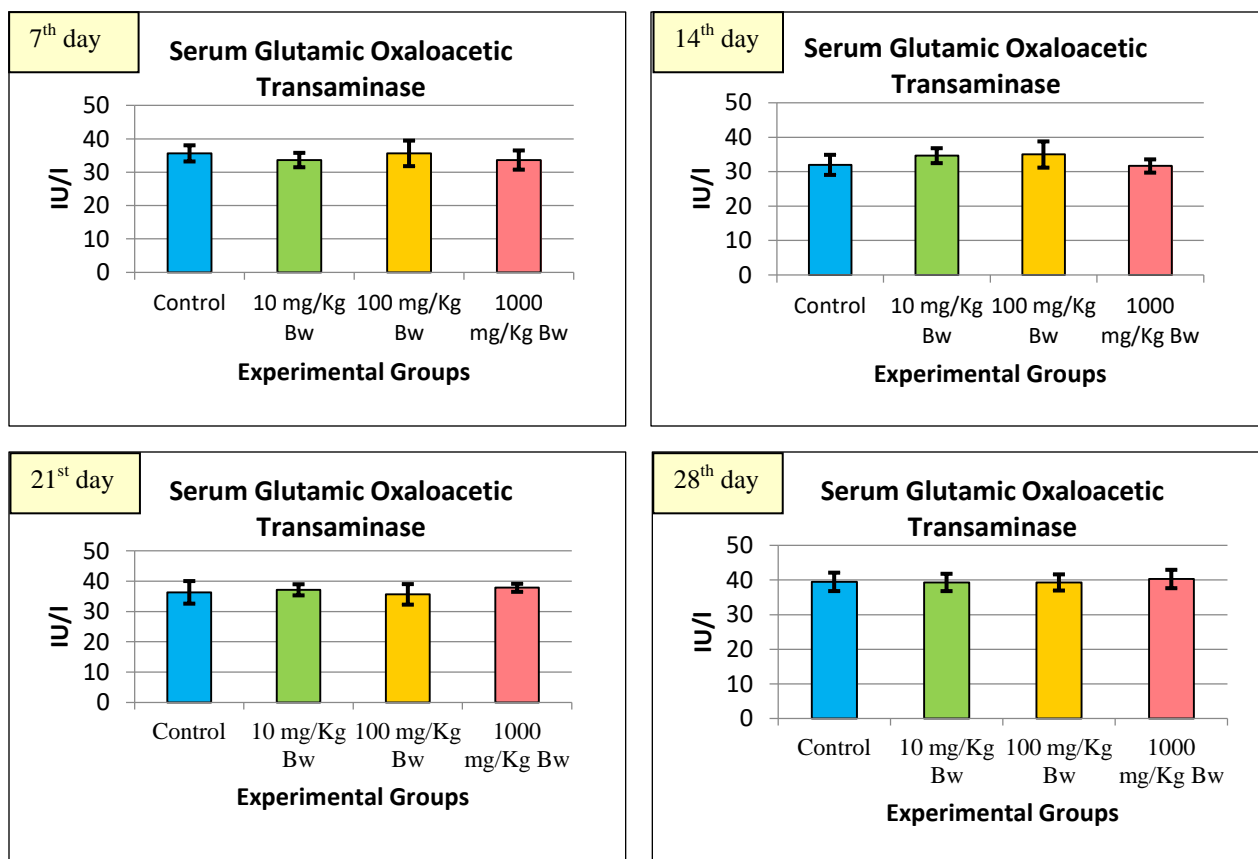 7th day
Serum Glutamic Oxaloacetic
Transaminase
50
40
30
20
10
0
IU/l
Control
10 mg/Kg
Bw
100 mg/Kg
Bw
1000
mg/Kg Bw
Experimental Groups
14th day
Serum Glutamic Oxaloacetic
Transaminase
50
40
30
20
10
0
IU/l
Control
10 mg/Kg
Bw
100 mg/Kg
Bw
1000
mg/Kg Bw
Experimental Groups
21st day
Serum Glutamic Oxaloacetic
Transaminase
50
40
30
20
10
0
IU/l
Control
10 mg/Kg
Bw
100 mg/Kg
Bw
1000
mg/Kg Bw
Experimental Groups
28th day
Serum Glutamic Oxaloacetic
Transaminase
50
40
30
20
10
0
IU/l
Control
10 mg/Kg
Bw
100 mg/Kg
Bw
1000
mg/Kg Bw
Experimental Groups